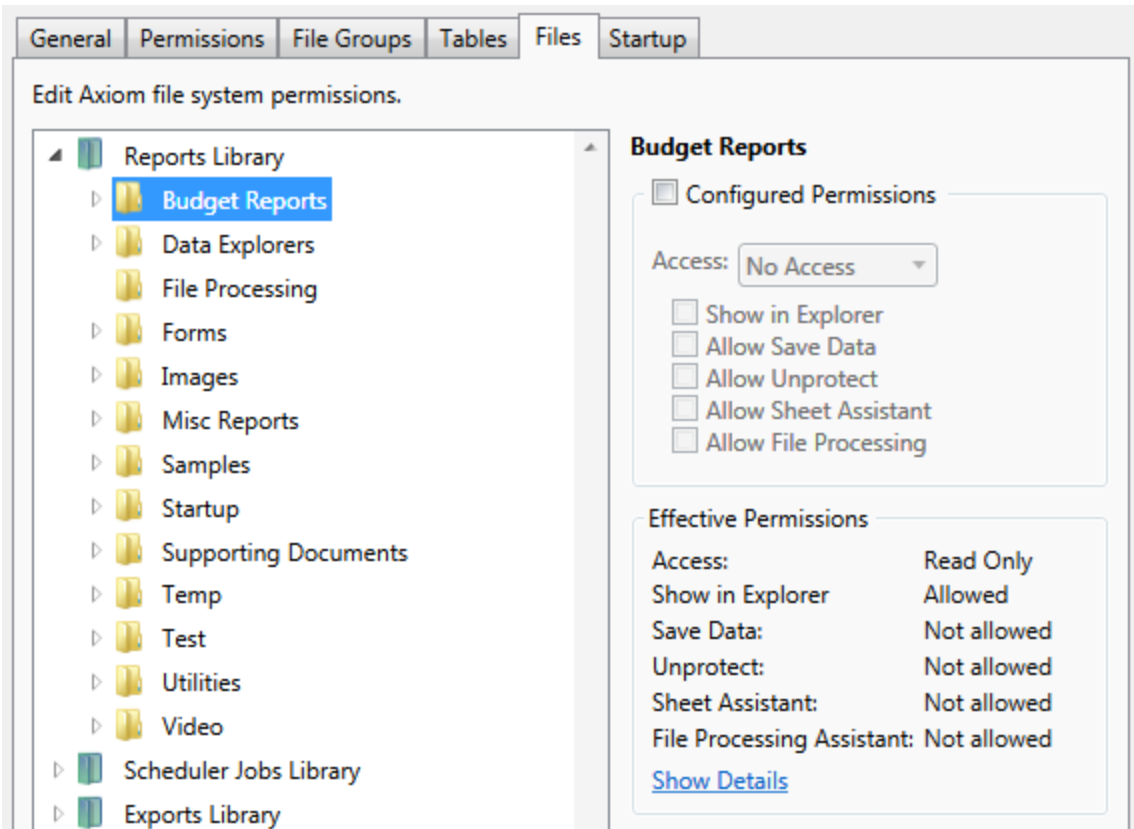 General Permissions File Groups Tables Files Startup
Edit Axiom file system permissions.
Reports Library
Budget Reports
Data Explorers
File Processing
Forms
Images
Misc Reports
Samples
Startup
Supporting Documents
Temp
Test
Utilities
Video
Scheduler Jobs Library
Exports Library
Budget Reports
Configured Permissions
Access: No Access
Show in Explorer
Allow Save Data
Allow Unprotect
Allow Sheet Assistant
Allow File Processing
Effective Permissions
Access: Read Only
Show in Explorer Allowed
Save Data: Not allowed
Unprotect: Not allowed
Sheet Assistant: Not allowed
File Processing Assistant: Not allowed
Show Details